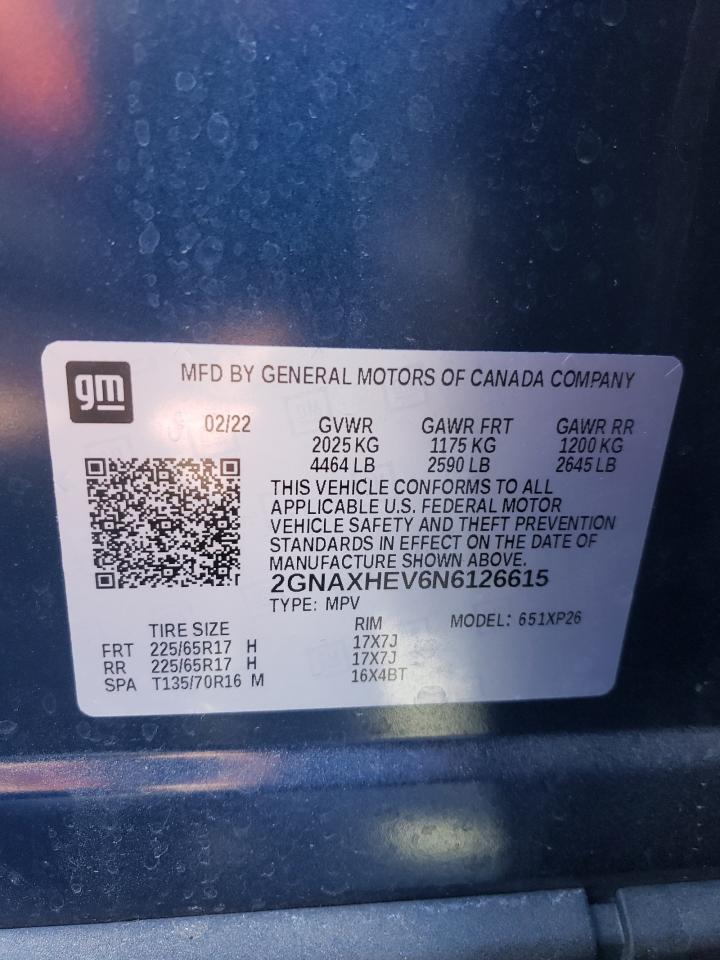 gm
MFD BY GENERAL MOTORS OF CANADA COMPANY
02/22 GVWR GAWR FRT GAWR RR
2025 KG 1175 KG 1200 KG
4464 LB 2590 LB 2645 LB
THIS VEHICLE CONFORMS TO ALL
APPLICABLE U.S. FEDERAL MOTOR
VEHICLE SAFETY AND THEFT PREVENTION
STANDARDS IN EFFECT ON THE DATE OF
MANUFACTURE SHOWN ABOVE.
2GNAXHEV6N6126615
TYPE: MPV
TIRE SIZE RIM MODEL: 651XP26
FRT 225/65R17 H 17X7J
RR 225/65R17 H 17X7J
SPA T135/70R16 M 16X4BT